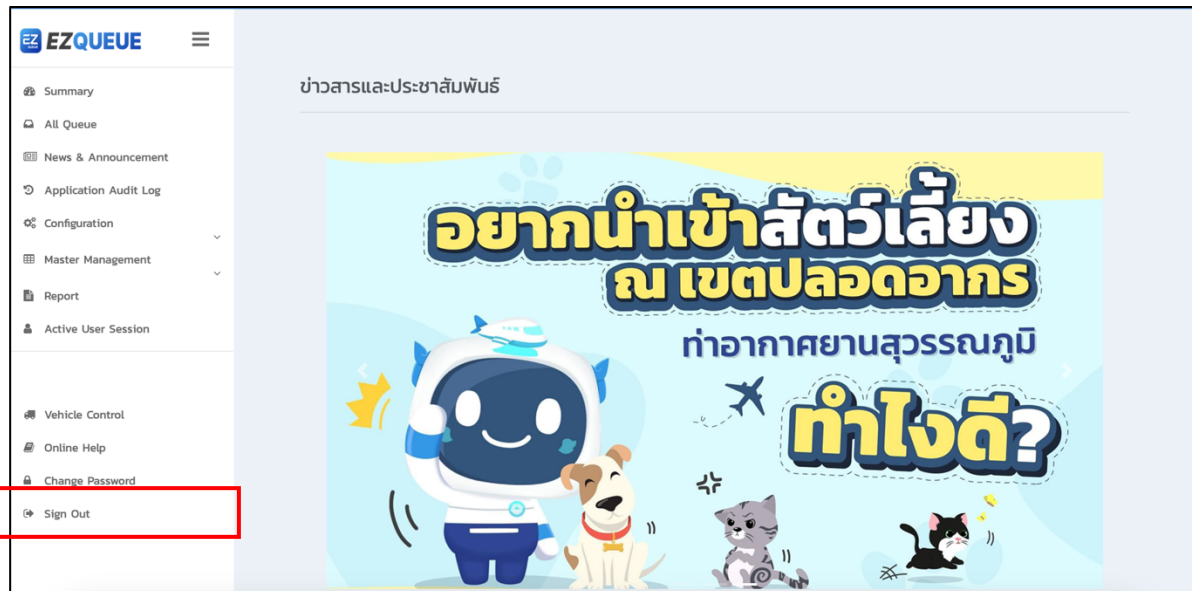 EZ EZQUEUE
Summary
All Queue
News & Announcement
Application Audit Log
Configuration
Master Management
Report
Active User Session
Vehicle Control
Online Help
Change Password
Sign Out
ข่าวสารและประชาสัมพันธ์
อยากนำเข้าสัตว์เลี้ยง
ณ เขตปลอดอากร
ท่าอากาศยานสุวรรณภูมิ
ทำไงดี?